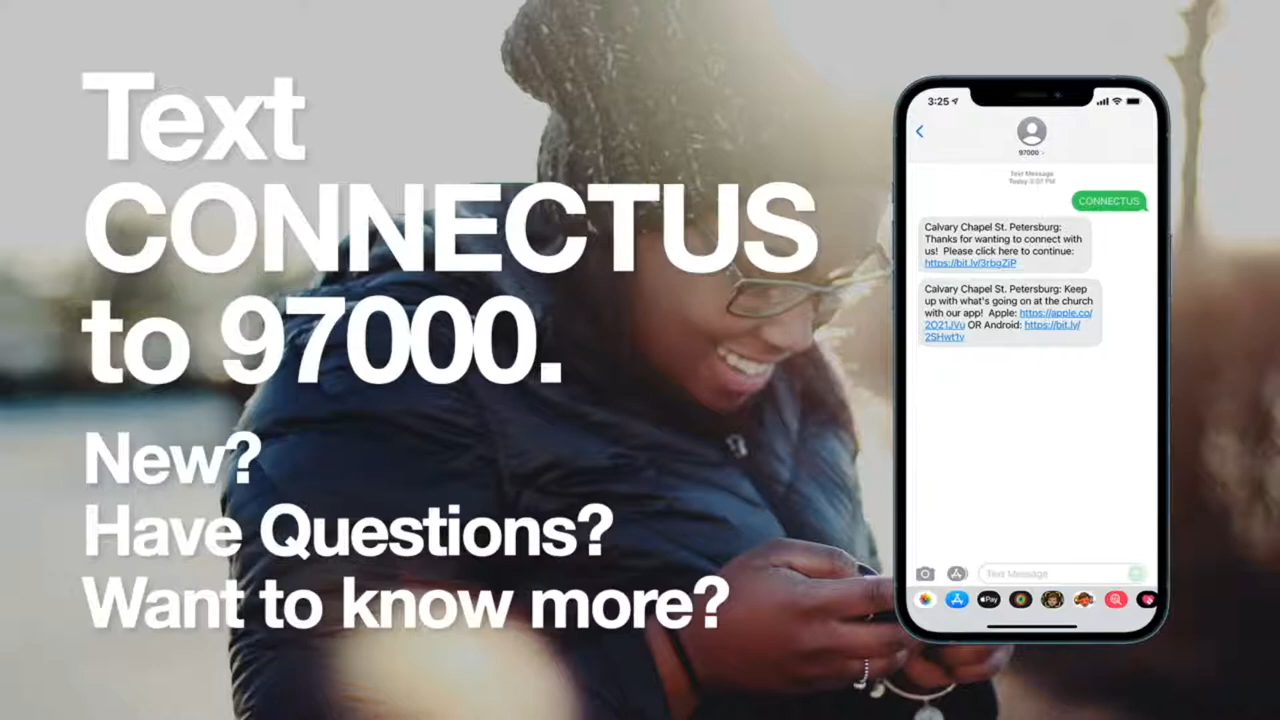 Text
CONNECTUS
to 97000.
New?
Have Questions?
Want to know more?
3:25
97000
Text Message
Today 3:07 PM
CONNECTUS
Calvary Chapel St. Petersburg:
Thanks for wanting to connect with
us! Please click here to continue:
https://bit.ly/3rbgZjP
Calvary Chapel St. Petersburg: Keep
up with what's going on at the church
with our app! Apple: https://apple.co/
2O21JVu OR Android: https://bit.ly/
2SHwt1v
Text Message
Pay